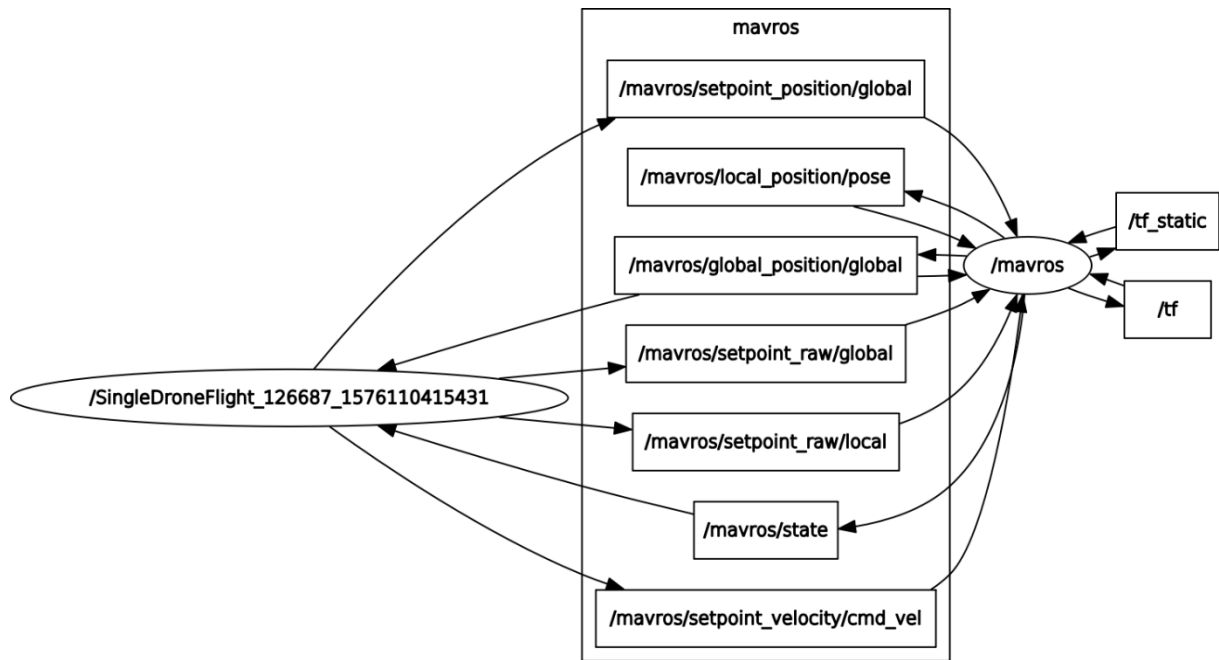 mavros
/mavros/setpoint_position/global
/mavros/local_position/pose
/tf_static
/mavros/global_position/global
/mavros
/tf
/mavros/setpoint_raw/global
/SingleDroneFlight_126687_1576110415431
/mavros/setpoint_raw/local
/mavros/state
/mavros/setpoint_velocity/cmd_vel